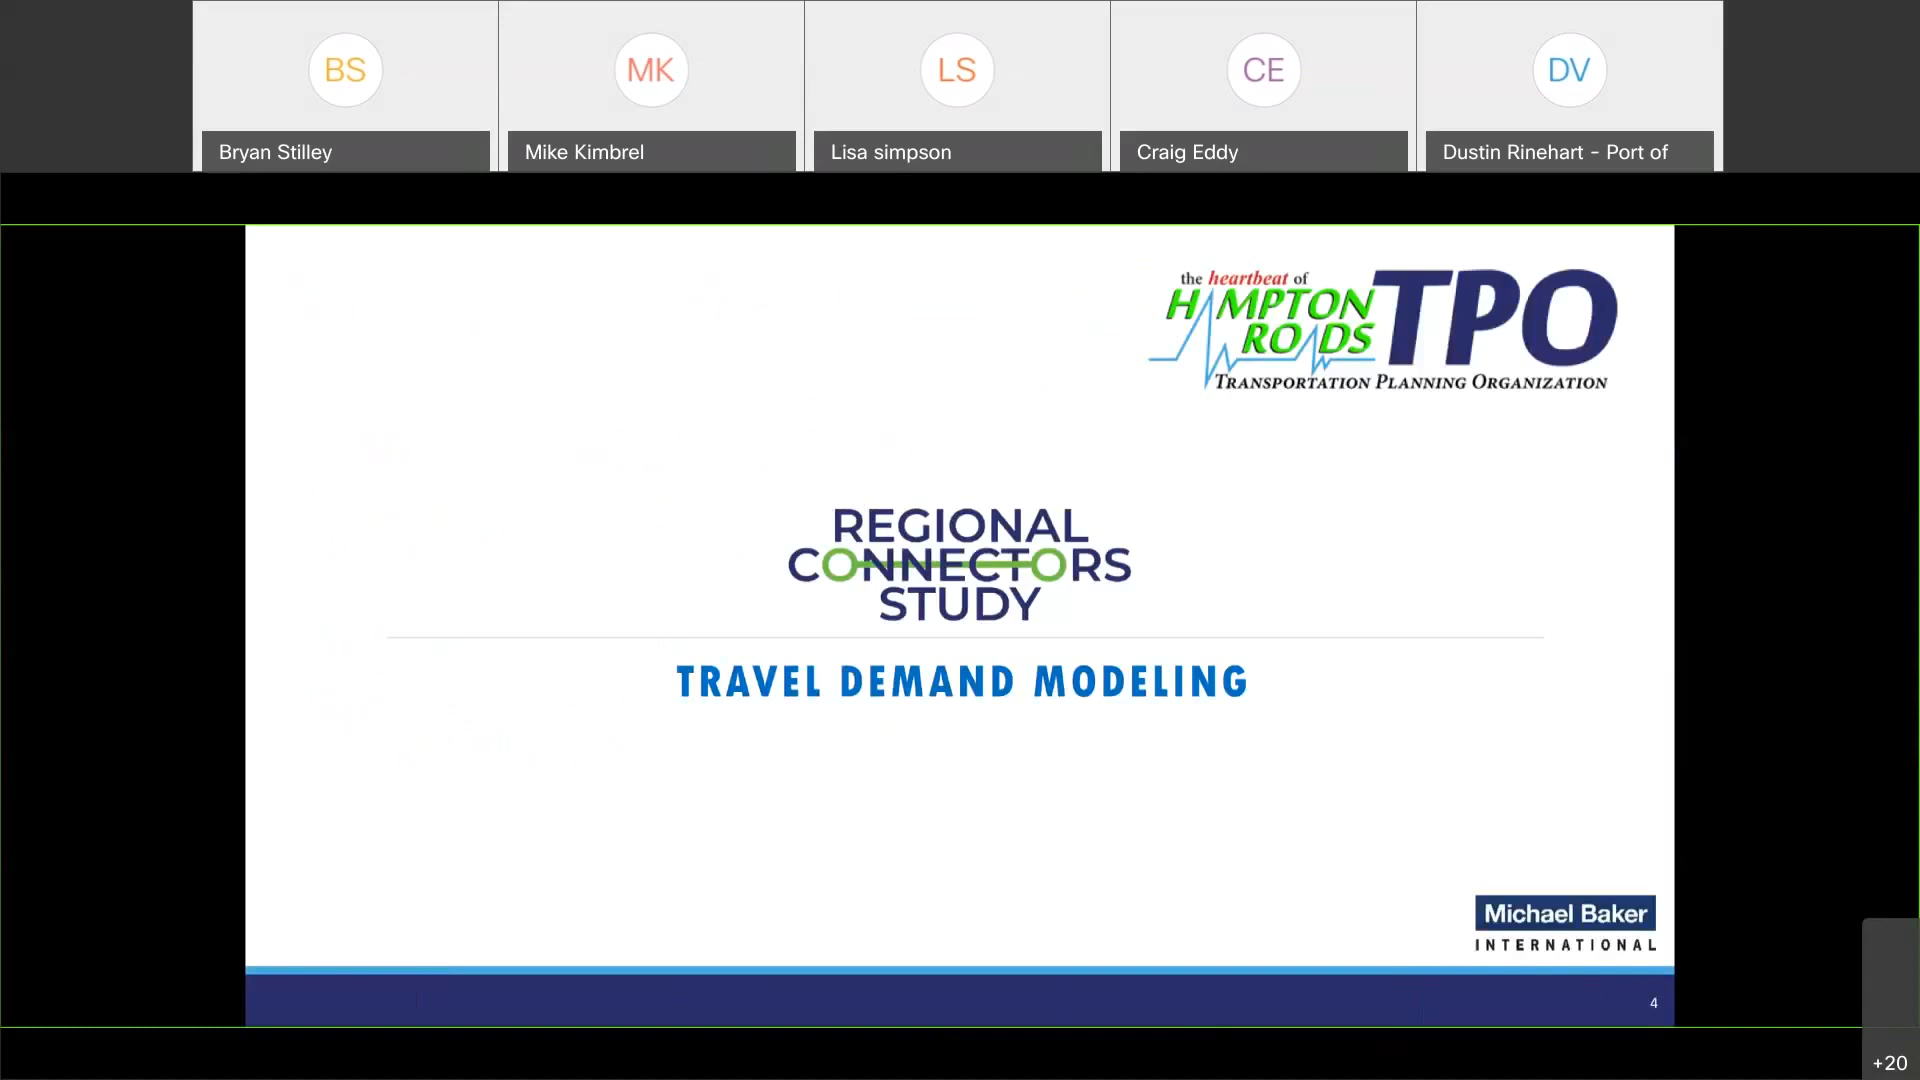 BS
MK
LS
CE
DV
Bryan Stilley
Mike Kimbrel
Lisa simpson
Craig Eddy
Dustin Rinehart - Port of
the heartbeat of
HAMPTON
ROADS
TPO
TRANSPORTATION PLANNING ORGANIZATION
REGIONAL
CONNECTORS
STUDY
TRAVEL DEMAND MODELING
Michael Baker
INTERNATIONAL
4
+20